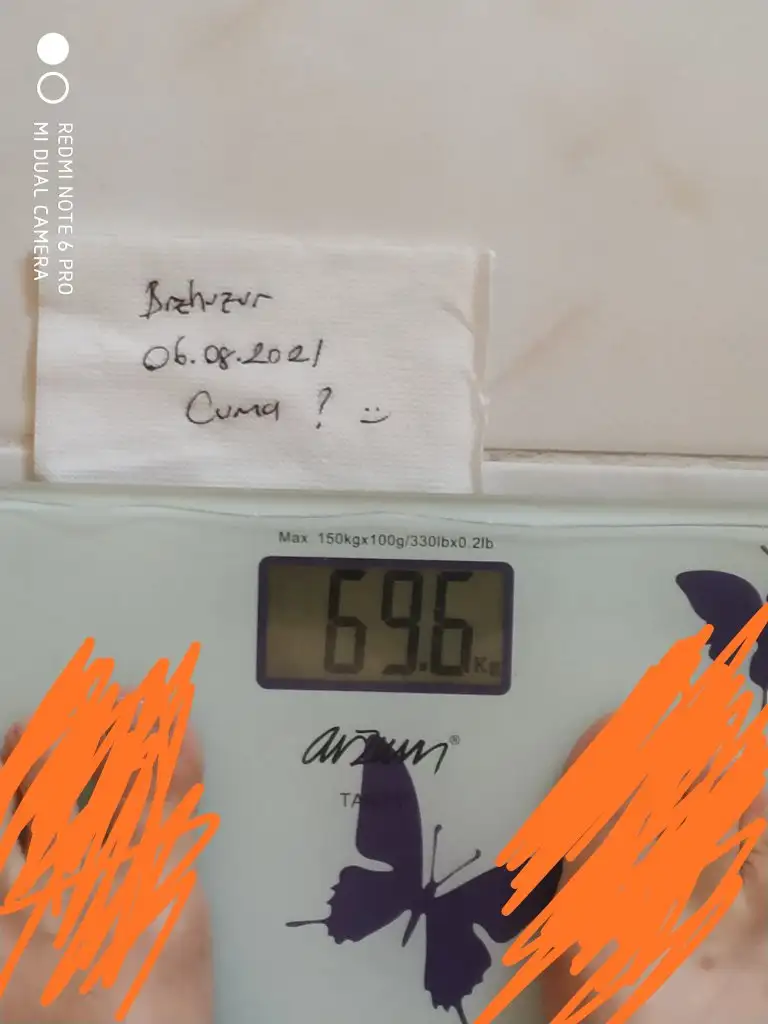 REDMI NOTE 6 PRO
MI DUAL CAMERA
Bizhuzur
06.08.2021
Cuma ? :)
Max 150kgx100g/330lbx0.2lb
69.6 Kg
arzum®